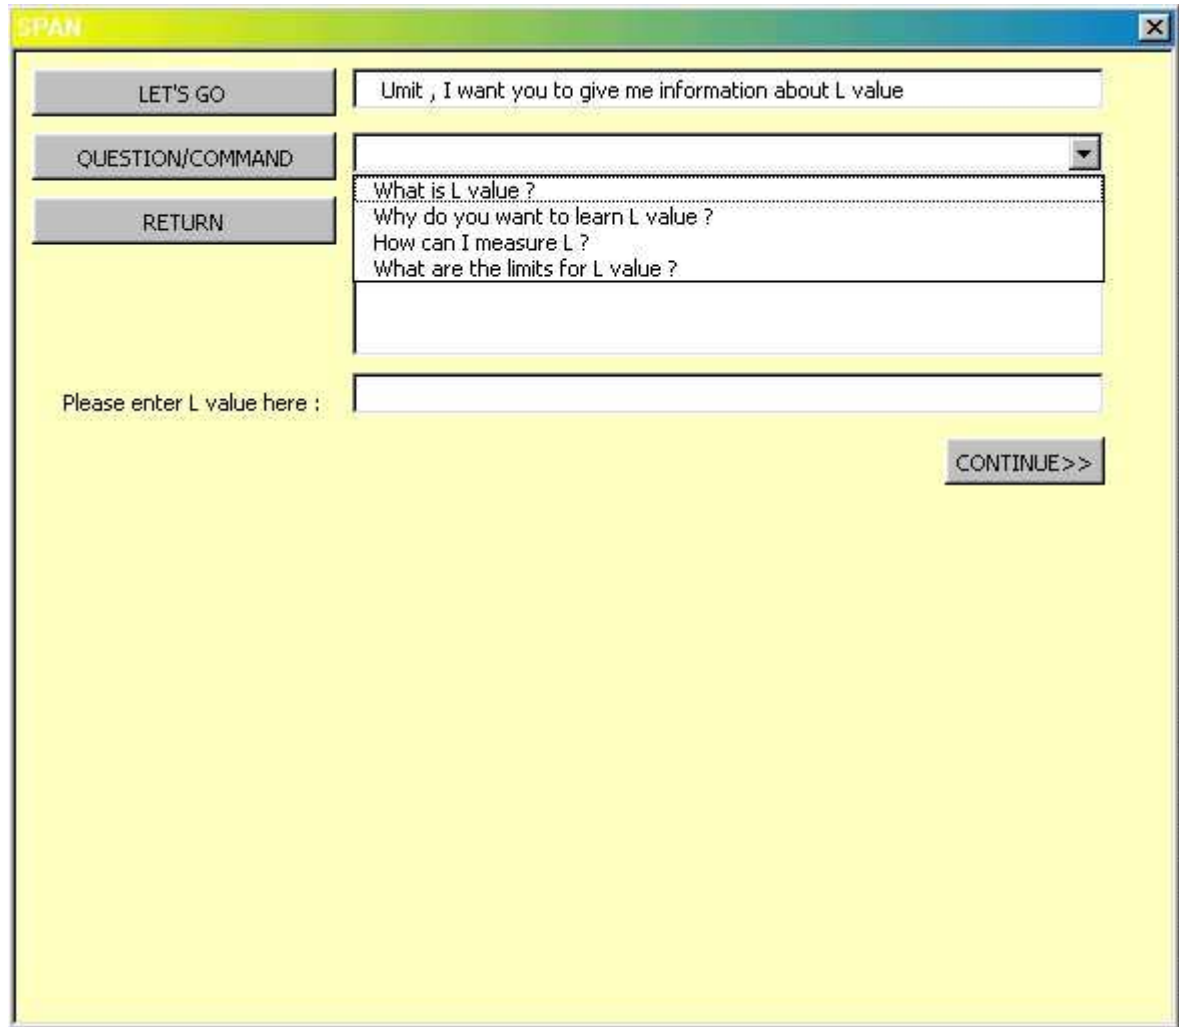 SPAN
LET'S GO
Umit , I want you to give me information about L value
QUESTION/COMMAND
What is L value ?
Why do you want to learn L value ?
How can I measure L ?
What are the limits for L value ?
RETURN
Please enter L value here :
CONTINUE>>